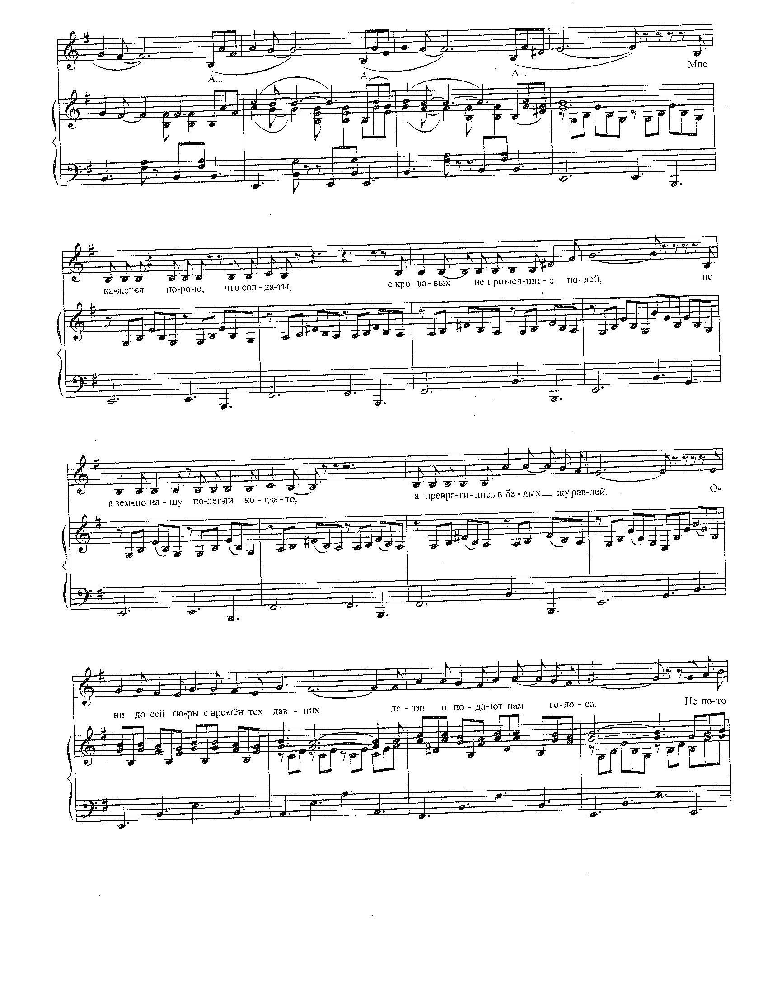 А... А. А... Мне
ка-жет-ся по-ро-ю, что сол-да-ты, с кро-ва-вых не пришед-ши-е по-лей, не
в зем-лю на-шу по-лег-ли ко-гда-то, а превра-ти-лись в бе-лых жу-рав-лей. О-
ни до сей по-ры с времён тех дав-них ле-тят и по-да-ют нам го-ло-са. Не по-то-